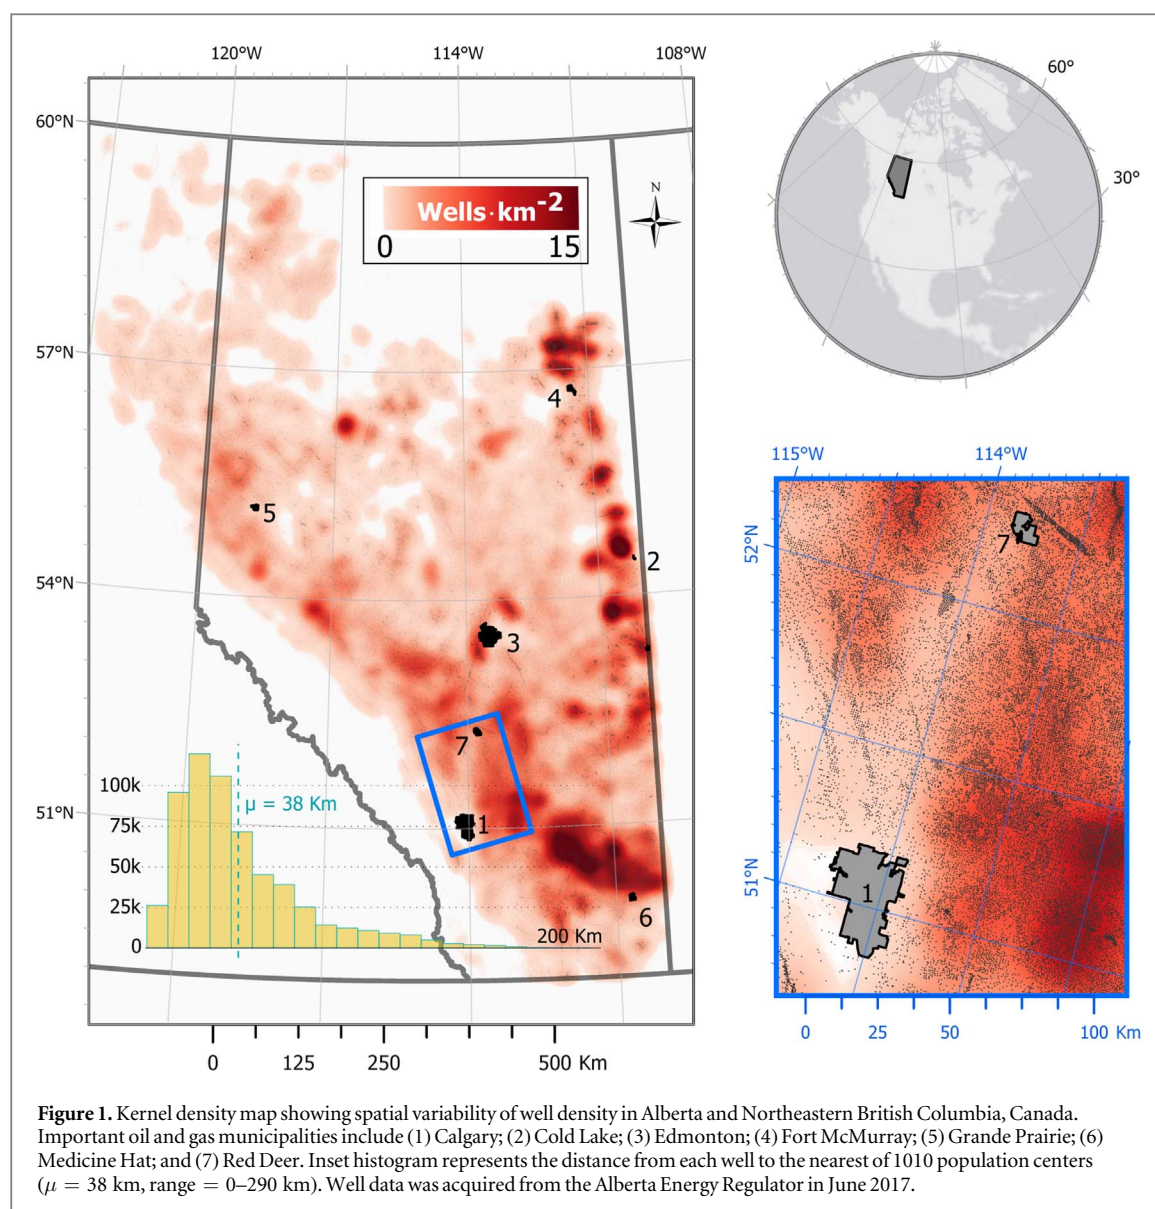 120°W 114°W 108°W
60°N
57°N
54°N
51°N
N
Wells·km-2
0 15
4
5
2
3
7
1
6
100k
75k
50k
25k
0
μ = 38 Km
200 Km
0 125 250 500 Km
60°
30°
115°W 114°W
52°N
51°N
7
1
0 25 50 100 Km
Figure 1. Kernel density map showing spatial variability of well density in Alberta and Northeastern British Columbia, Canada.
Important oil and gas municipalities include (1) Calgary; (2) Cold Lake; (3) Edmonton; (4) Fort McMurray; (5) Grande Prairie; (6)
Medicine Hat; and (7) Red Deer. Inset histogram represents the distance from each well to the nearest of 1010 population centers
(μ = 38 km, range = 0–290 km). Well data was acquired from the Alberta Energy Regulator in June 2017.